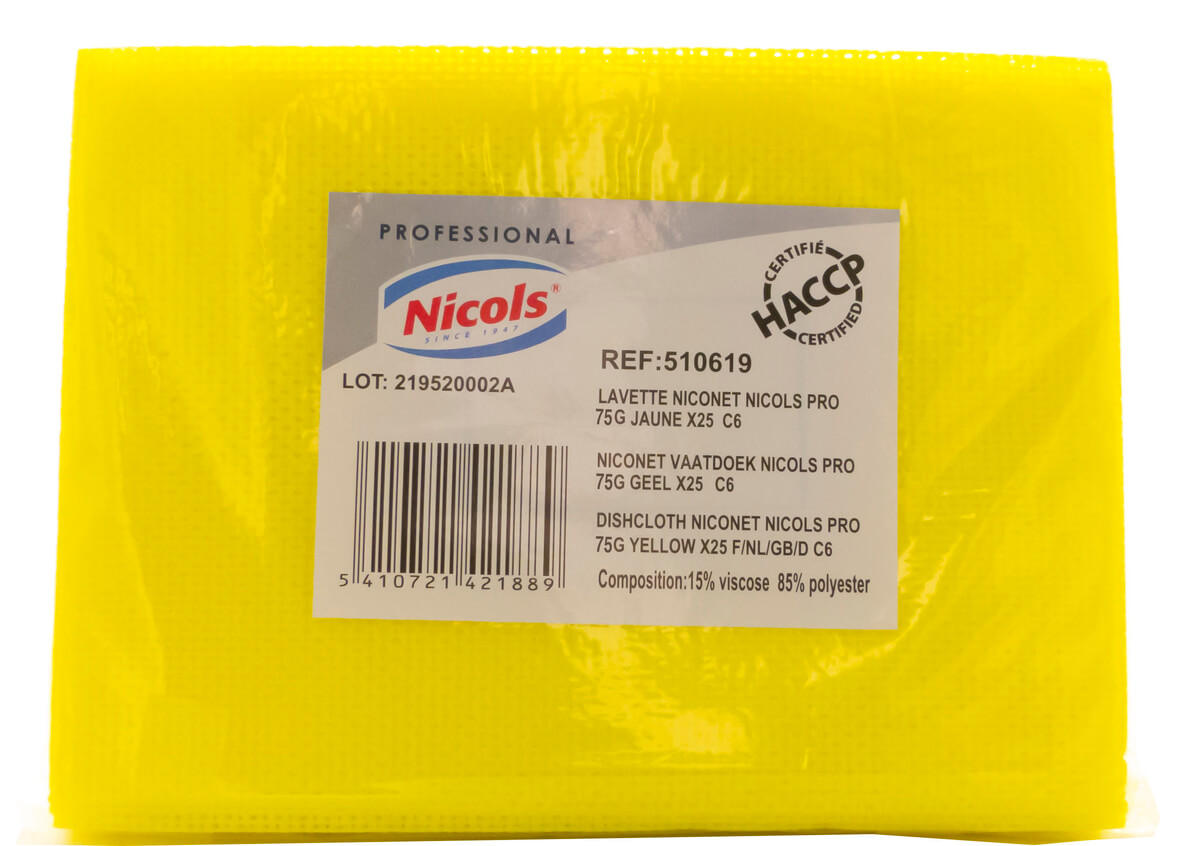 PROFESSIONAL
Nicols®
SINCE 1947
CERTIFIÉ
HACCP
CERTIFIED
REF:510619
LOT: 219520002A
LAVETTE NICONET NICOLS PRO
75G JAUNE X25 C6
NICONET VAATDOEK NICOLS PRO
75G GEEL X25 C6
DISHCLOTH NICONET NICOLS PRO
75G YELLOW X25 F/NL/GB/D C6
Composition:15% viscose 85% polyester
5 410721 421889